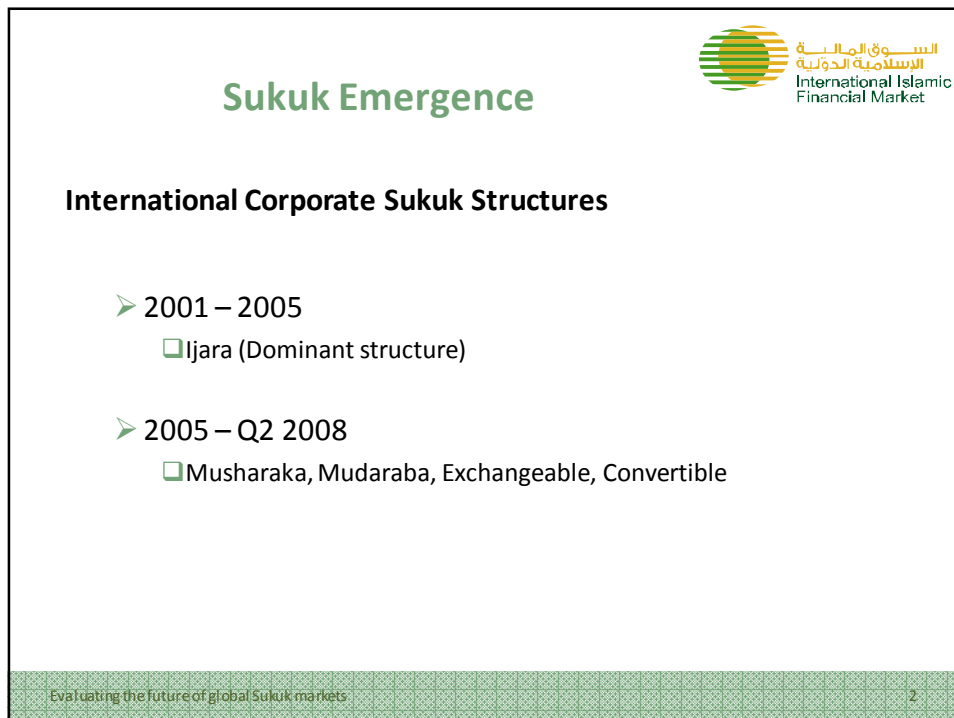 السوق المالية
الإسلامية الدولية
International Islamic
Financial Market
Sukuk Emergence
International Corporate Sukuk Structures
2001 – 2005
Ijara (Dominant structure)
2005 – Q2 2008
Musharaka, Mudaraba, Exchangeable, Convertible
Evaluating the future of global Sukuk markets 2